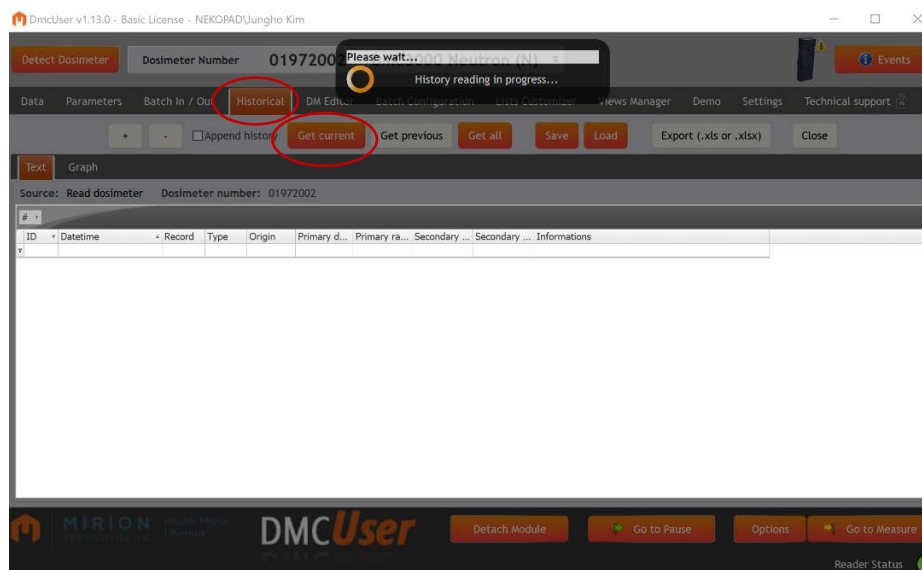 DmcUser v1.13.0 - Basic License - NEKOPAD\Jungho Kim
Detect Dosimeter Dosimeter Number 01972002 3000 Neutron (N) Events
Please wait...
History reading in progress...
Data Parameters Batch In / Out Historical DM Editor Batch Configuration Lists Customizer Views Manager Demo Settings Technical support
+ - Append history Get current Get previous Get all Save Load Export (.xls or .xlsx) Close
Text Graph
Source: Read dosimeter Dosimeter number: 01972002
#
ID Datetime Record Type Origin Primary d... Primary ra... Secondary ... Secondary ... Informations
MIRION TECHNOLOGIES Health Physics Division DMCUser Detach Module Go to Pause Options Go to Measure
Reader Status